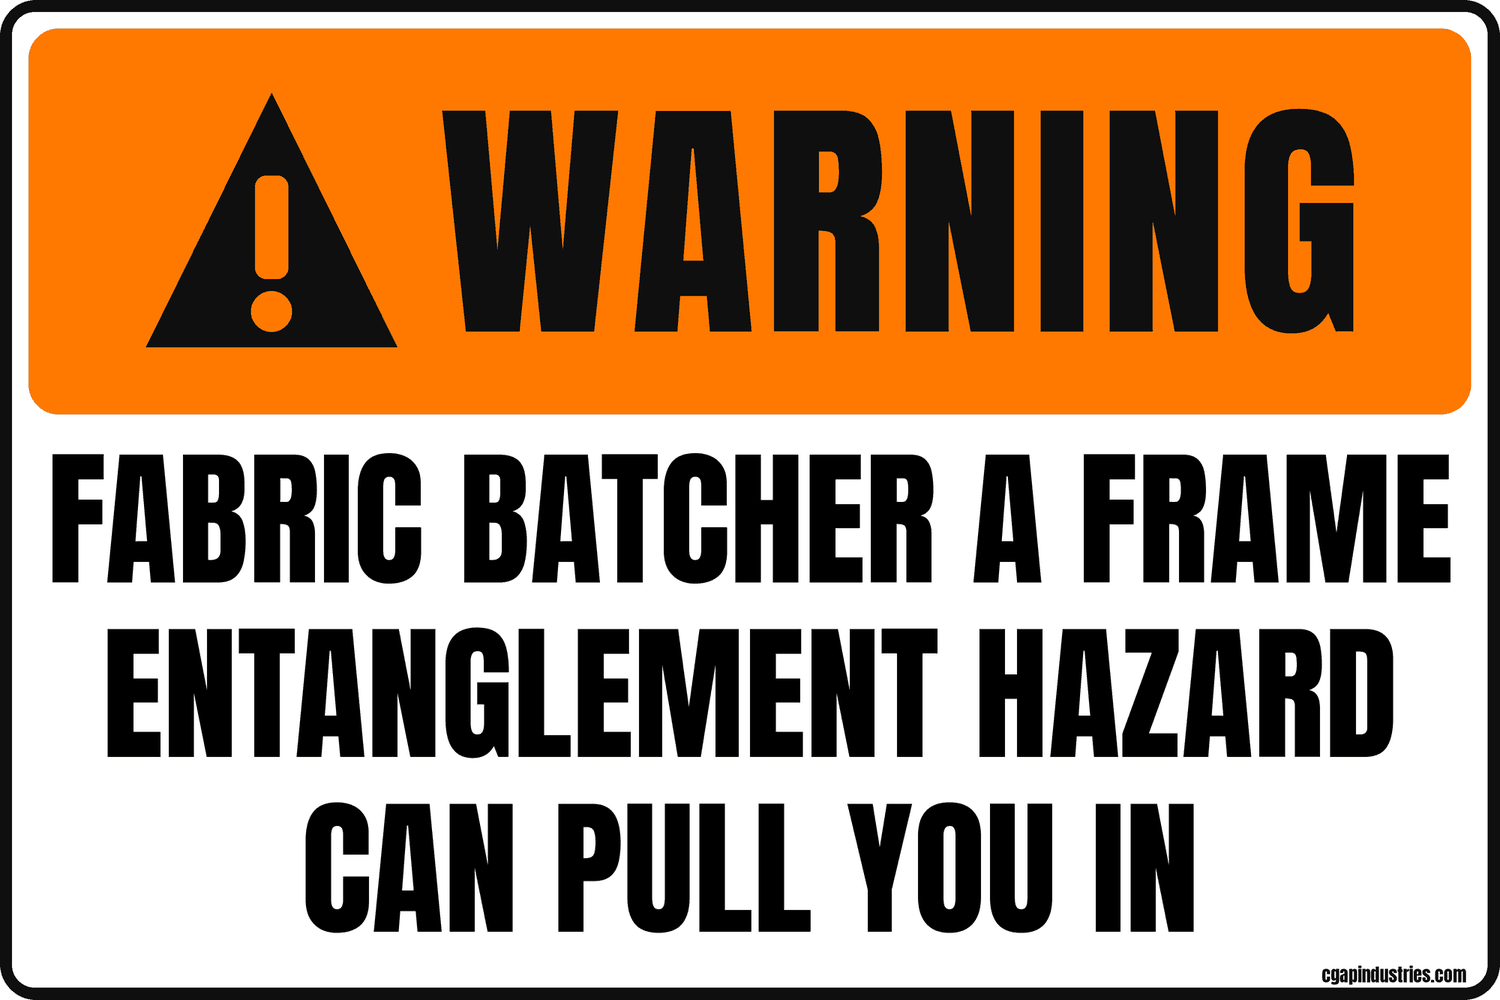 WARNING
FABRIC BATCHER A FRAME
ENTANGLEMENT HAZARD
CAN PULL YOU IN
cgapindustries.com